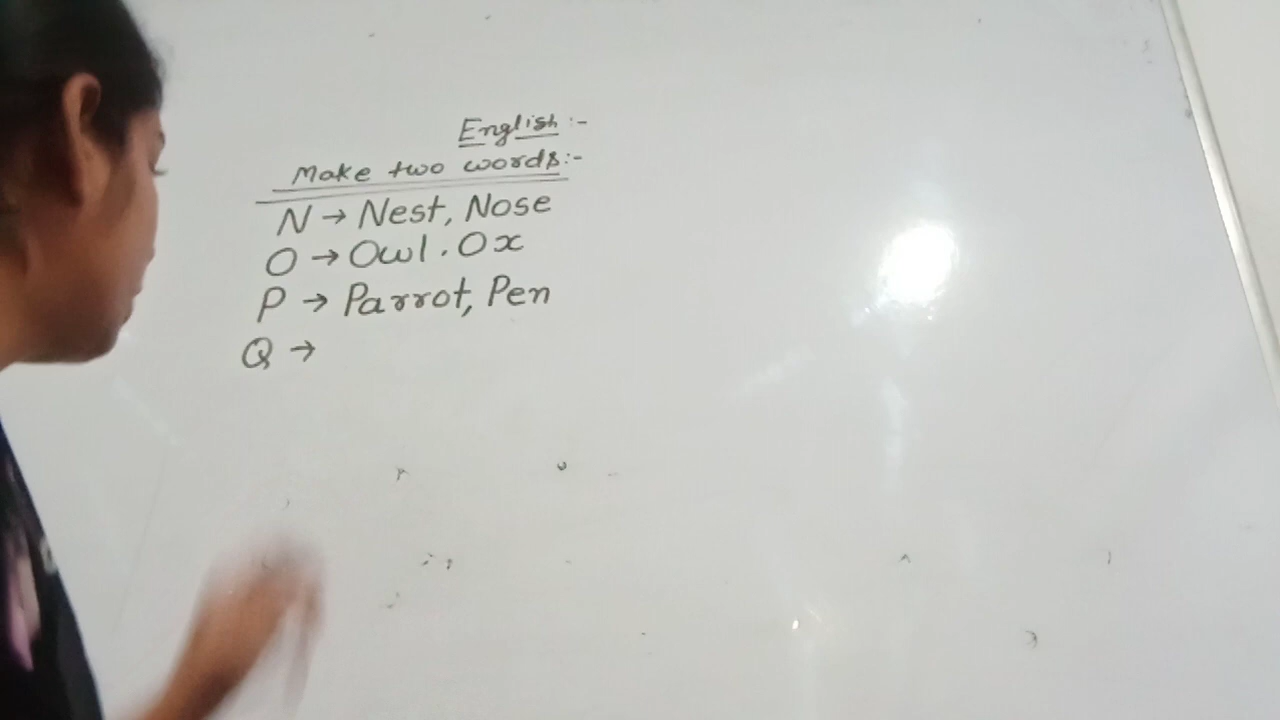 English :-
Make two words:-
N → Nest, Nose
O → Owl . Ox
P → Parrot, Pen
Q →